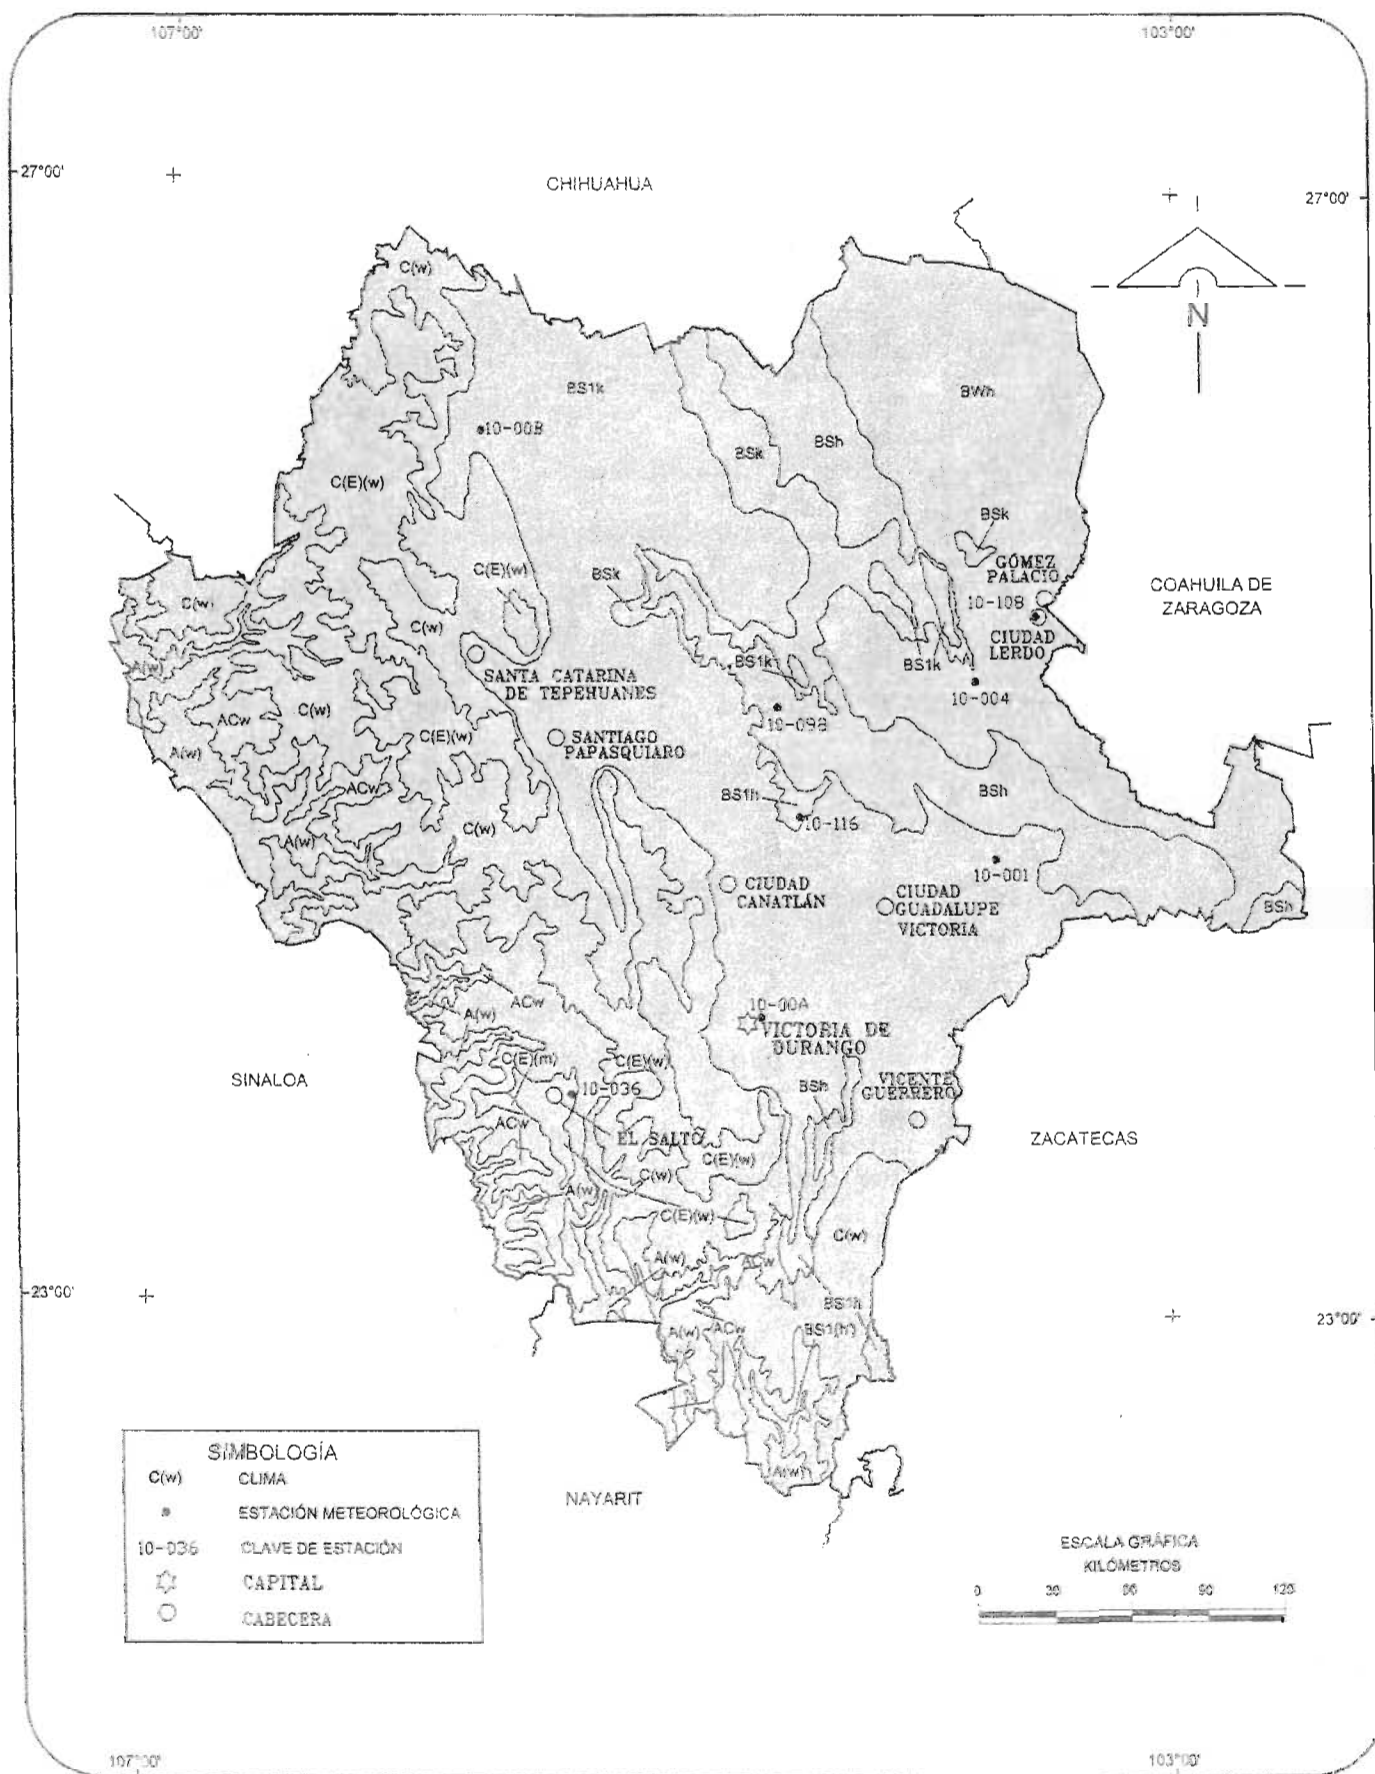 107°00'
103°00'
27°00'
CHIHUAHUA
27°00'
N
C(w)
BS1k
BWh
10-00B
BSk
BSh
C(E)(w)
BSk
C(E)(w)
BSk
GÓMEZ
PALACIO
COAHUILA DE
ZARAGOZA
C(w)
10-108
C(w)
CIUDAD
LERDO
A(w)
BS1k
BS1k
SANTA CATARINA
DE TEPEHUANES
10-004
ACw
C(w)
10-098
C(E)(w)
SANTIAGO
PAPASQUIARO
A(w)
ACw
BS1h
BSh
10-116
C(w)
A(w)
10-001
CIUDAD
CANATLÁN
CIUDAD
GUADALUPE
VICTORIA
BSh
ACw
A(w)
10-00A
VICTORIA DE
DURANGO
C(E)(m)
C(E)(w)
SINALOA
VICENTE
GUERRERO
BSh
10-036
ACw
EL SALTO
ZACATECAS
C(E)(w)
C(w)
A(w)
C(E)(w)
C(w)
A(w)
ACw
23°00'
BS1h
23°00'
A(w)
ACw
BS1(h')
SIMBOLOGÍA
C(w) CLIMA
ESTACIÓN METEOROLÓGICA
10-036 CLAVE DE ESTACIÓN
CAPITAL
CABECERA
A(w)
NAYARIT
ESCALA GRÁFICA
KILÓMETROS
0 30 60 90 120
107°00'
103°00'